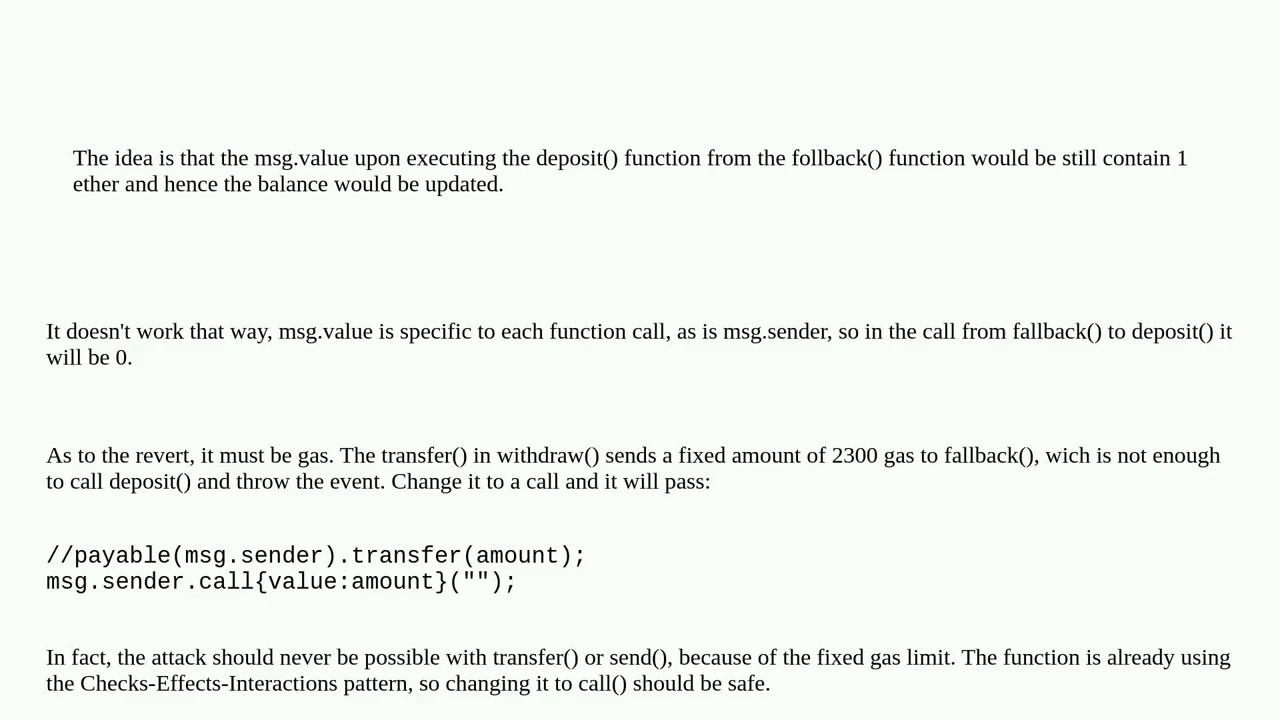 The idea is that the msg.value upon executing the deposit() function from the follback() function would be still contain 1
ether and hence the balance would be updated.
It doesn't work that way, msg.value is specific to each function call, as is msg.sender, so in the call from fallback() to deposit() it
will be 0.
As to the revert, it must be gas. The transfer() in withdraw() sends a fixed amount of 2300 gas to fallback(), wich is not enough
to call deposit() and throw the event. Change it to a call and it will pass:
//payable(msg.sender).transfer(amount);
msg.sender.call{value:amount}("");
In fact, the attack should never be possible with transfer() or send(), because of the fixed gas limit. The function is already using
the Checks-Effects-Interactions pattern, so changing it to call() should be safe.